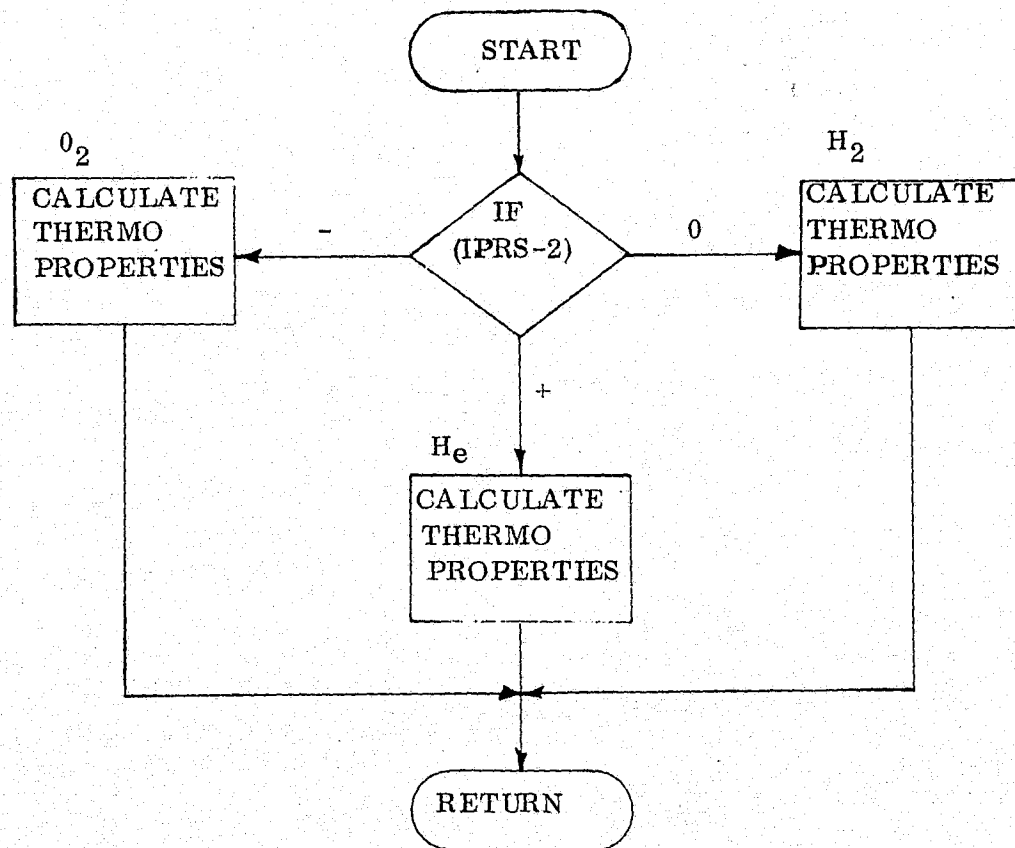 START
O2
CALCULATE
THERMO
PROPERTIES
-
IF
(IPRS-2)
0
H2
CALCULATE
THERMO
PROPERTIES
+
He
CALCULATE
THERMO
PROPERTIES
RETURN